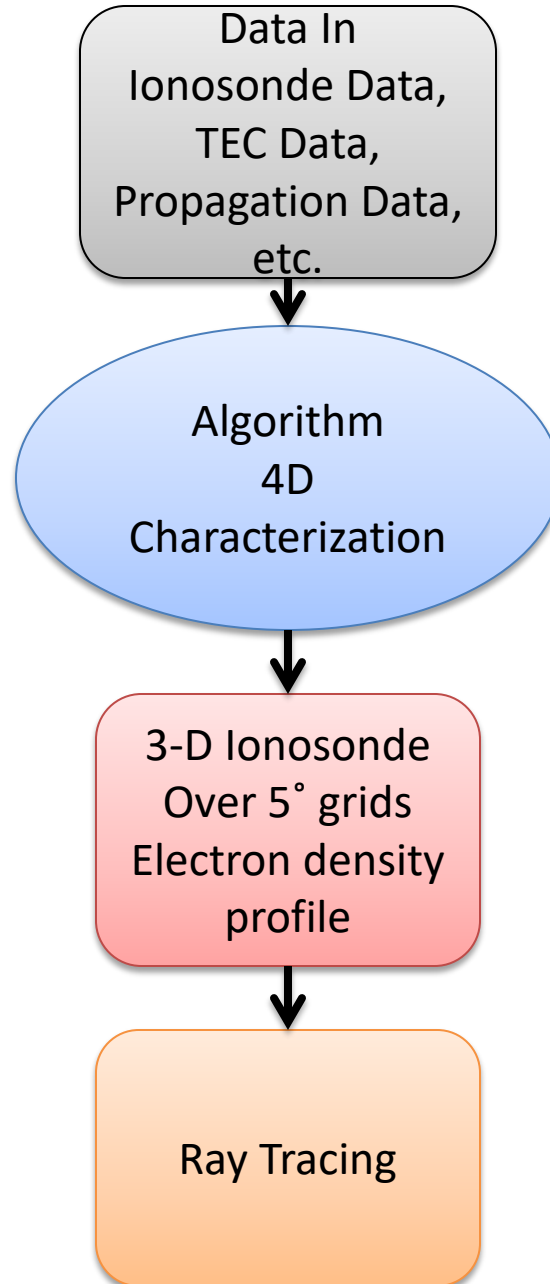 Data In
Ionosonde Data,
TEC Data,
Propagation Data,
etc.
Algorithm
4D
Characterization
3-D Ionosonde
Over 5˚ grids
Electron density
profile
Ray Tracing